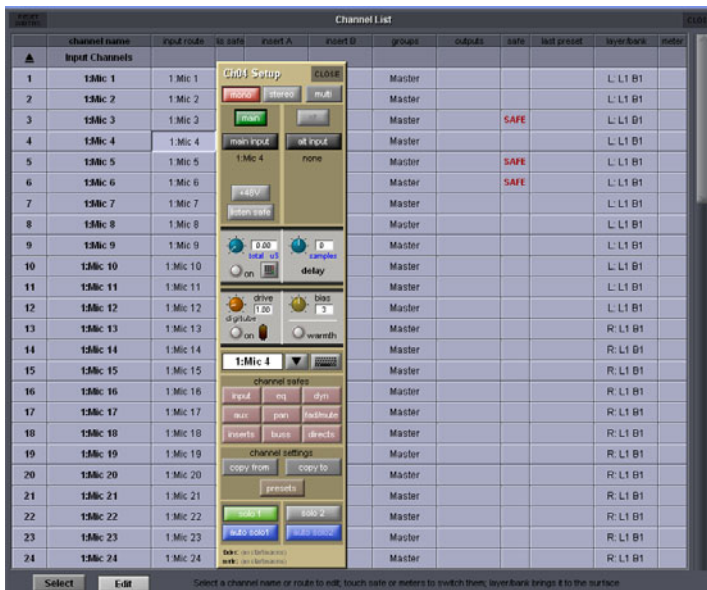 Channel List
channel name input route insert A insert B groups outputs safe last preset layer/bank meter
Input Channels
1 1:Mic 1 1:Mic 1 Master L: L1 B1
2 1:Mic 2 1:Mic 2 Master L: L1 B1
3 1:Mic 3 1:Mic 3 Master SAFE L: L1 B1
4 1:Mic 4 1:Mic 4 Master L: L1 B1
5 1:Mic 5 1:Mic 5 Master SAFE L: L1 B1
6 1:Mic 6 1:Mic 6 Master SAFE L: L1 B1
7 1:Mic 7 1:Mic 7 Master L: L1 B1
8 1:Mic 8 1:Mic 8 Master L: L1 B1
9 1:Mic 9 1:Mic 9 Master L: L1 B1
10 1:Mic 10 1:Mic 10 Master L: L1 B1
11 1:Mic 11 1:Mic 11 Master L: L1 B1
12 1:Mic 12 1:Mic 12 Master L: L1 B1
13 1:Mic 13 1:Mic 13 Master R: L1 B1
14 1:Mic 14 1:Mic 14 Master R: L1 B1
15 1:Mic 15 1:Mic 15 Master R: L1 B1
16 1:Mic 16 1:Mic 16 Master R: L1 B1
17 1:Mic 17 1:Mic 17 Master R: L1 B1
18 1:Mic 18 1:Mic 18 Master R: L1 B1
19 1:Mic 19 1:Mic 19 Master R: L1 B1
20 1:Mic 20 1:Mic 20 Master R: L1 B1
21 1:Mic 21 1:Mic 21 Master R: L1 B1
22 1:Mic 22 1:Mic 22 Master R: L1 B1
23 1:Mic 23 1:Mic 23 Master R: L1 B1
24 1:Mic 24 1:Mic 24 Master R: L1 B1
Ch04 Setup CLOSE
mono stereo multi
main alt
main input alt input
1:Mic 4 none
+48V
listen safe
0.00 0
total uS samples
on delay
drive bias
1.00 3
digitube
on warmth
1:Mic 4
channel safes
input eq dyn
aux pan fad/mute
inserts buss directs
channel settings
copy from copy to
presets
solo 1 solo 2
auto solo1 auto solo2
Select Edit Select a channel name or route to edit; touch safe or meters to switch them; layer/bank brings it to the surface